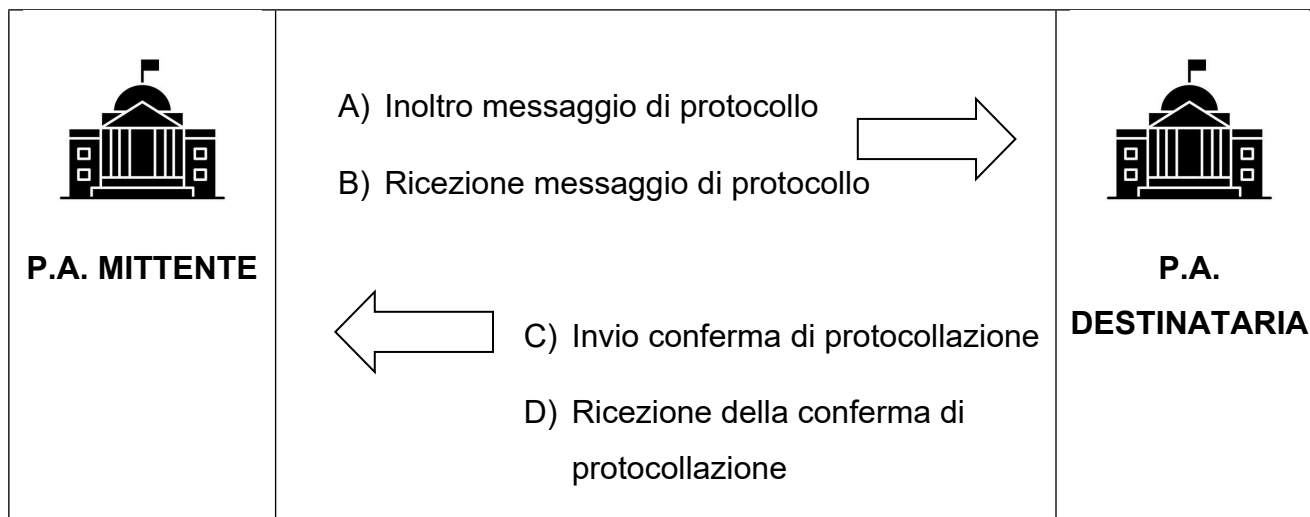 A) Inoltro messaggio di protocollo
B) Ricezione messaggio di protocollo
P.A. MITTENTE
P.A.
DESTINATARIA
C) Invio conferma di protocollazione
D) Ricezione della conferma di
protocollazione